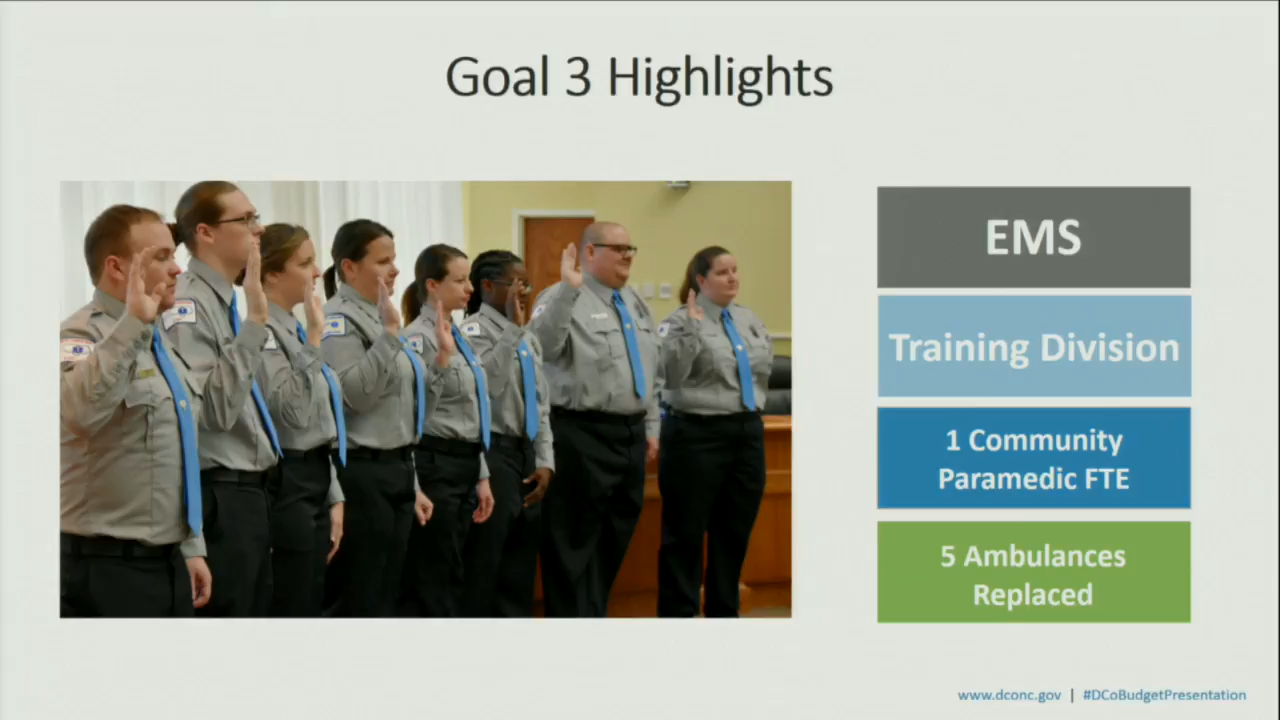 Goal 3 Highlights
EMS
Training Division
1 Community
Paramedic FTE
5 Ambulances
Replaced
www.dconc.gov | #DCoBudgetPresentation